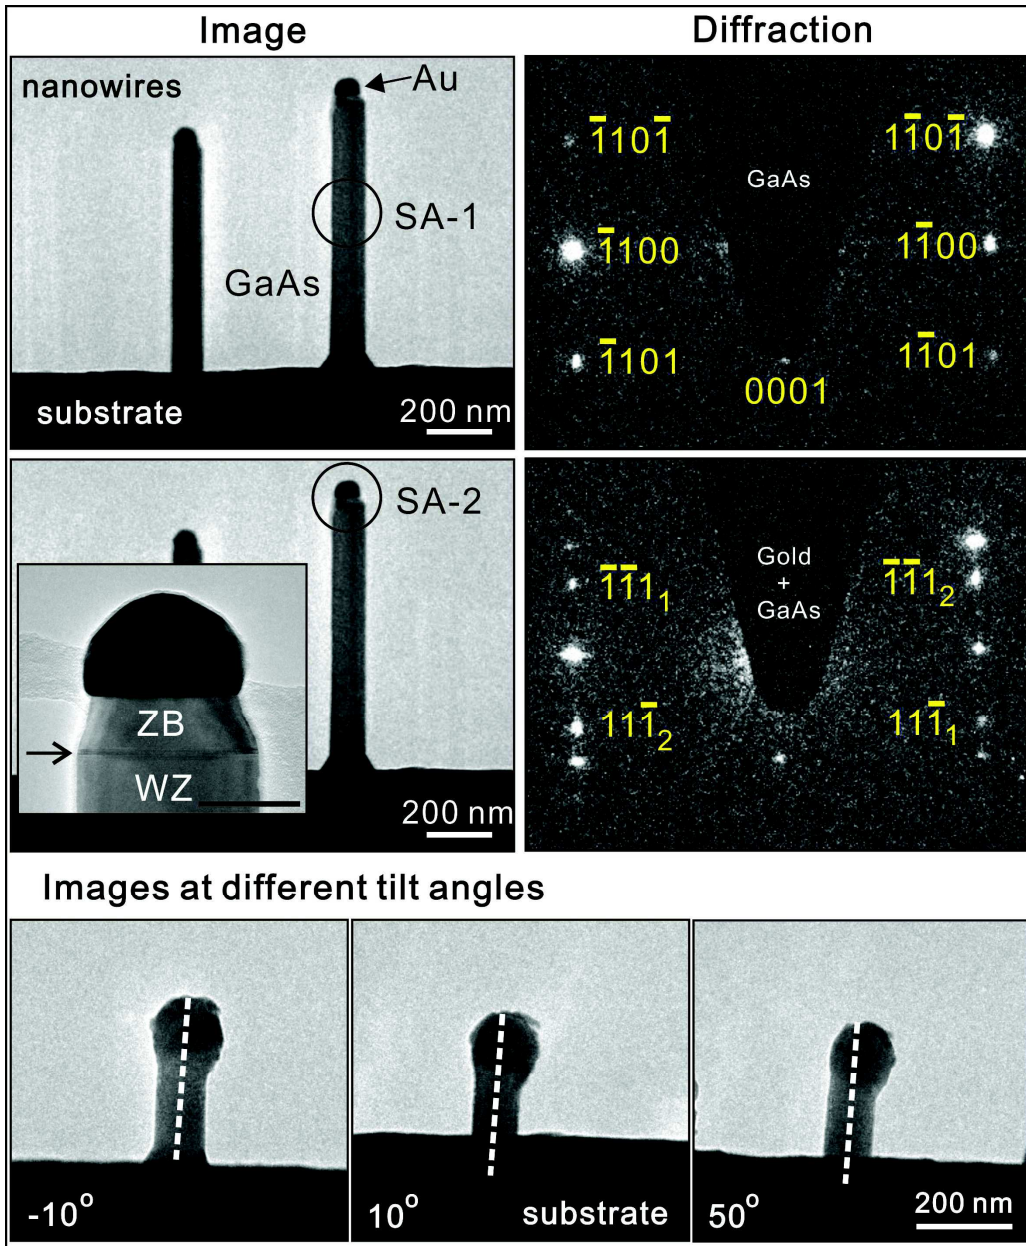 Image
Diffraction
nanowires
Au
SA-1
GaAs
substrate
200 nm
1̅101̅
11̅01̅
GaAs
1̅100
11̅00
1̅101
11̅01
0001
SA-2
ZB
WZ
200 nm
Gold
+
GaAs
1̅1̅1₁
1̅1̅1₂
111̅₂
111̅₁
Images at different tilt angles
-10°
10°
substrate
50°
200 nm